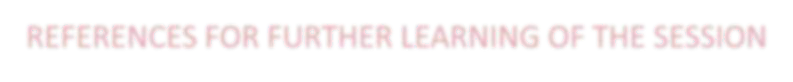 REFERENCES FOR FURTHER LEARNING OF THE SESSION